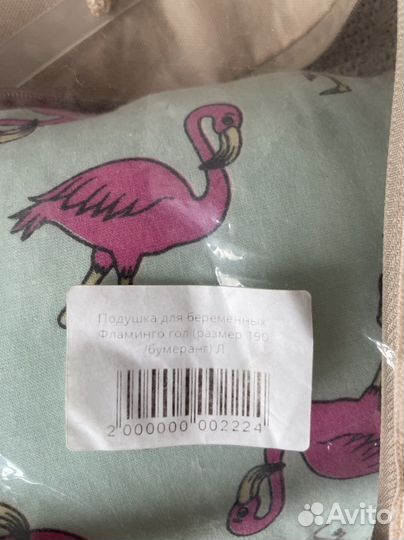 Подушка для беременных
Фламинго гол (размер 190
/бумеранг) Л
2 000000 002224
Avito